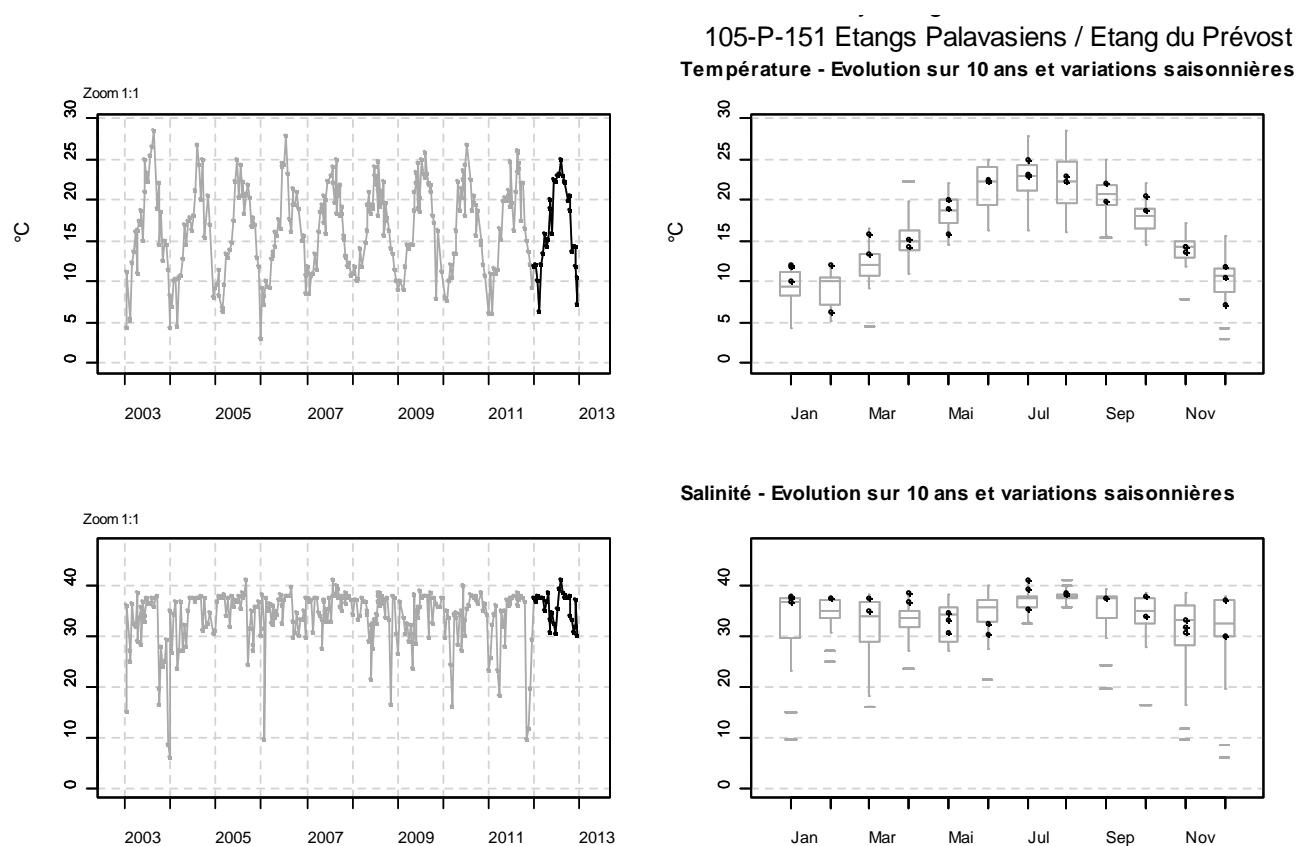 105-P-151 Etangs Palavasiens / Etang du Prévost
Température - Evolution sur 10 ans et variations saisonnières
Zoom 1:1
°C
0 5 10 15 20 25 30
2003 2005 2007 2009 2011 2013
°C
0 5 10 15 20 25 30
Jan Mar Mai Jul Sep Nov
Salinité - Evolution sur 10 ans et variations saisonnières
Zoom 1:1
0 10 20 30 40
2003 2005 2007 2009 2011 2013
0 10 20 30 40
Jan Mar Mai Jul Sep Nov